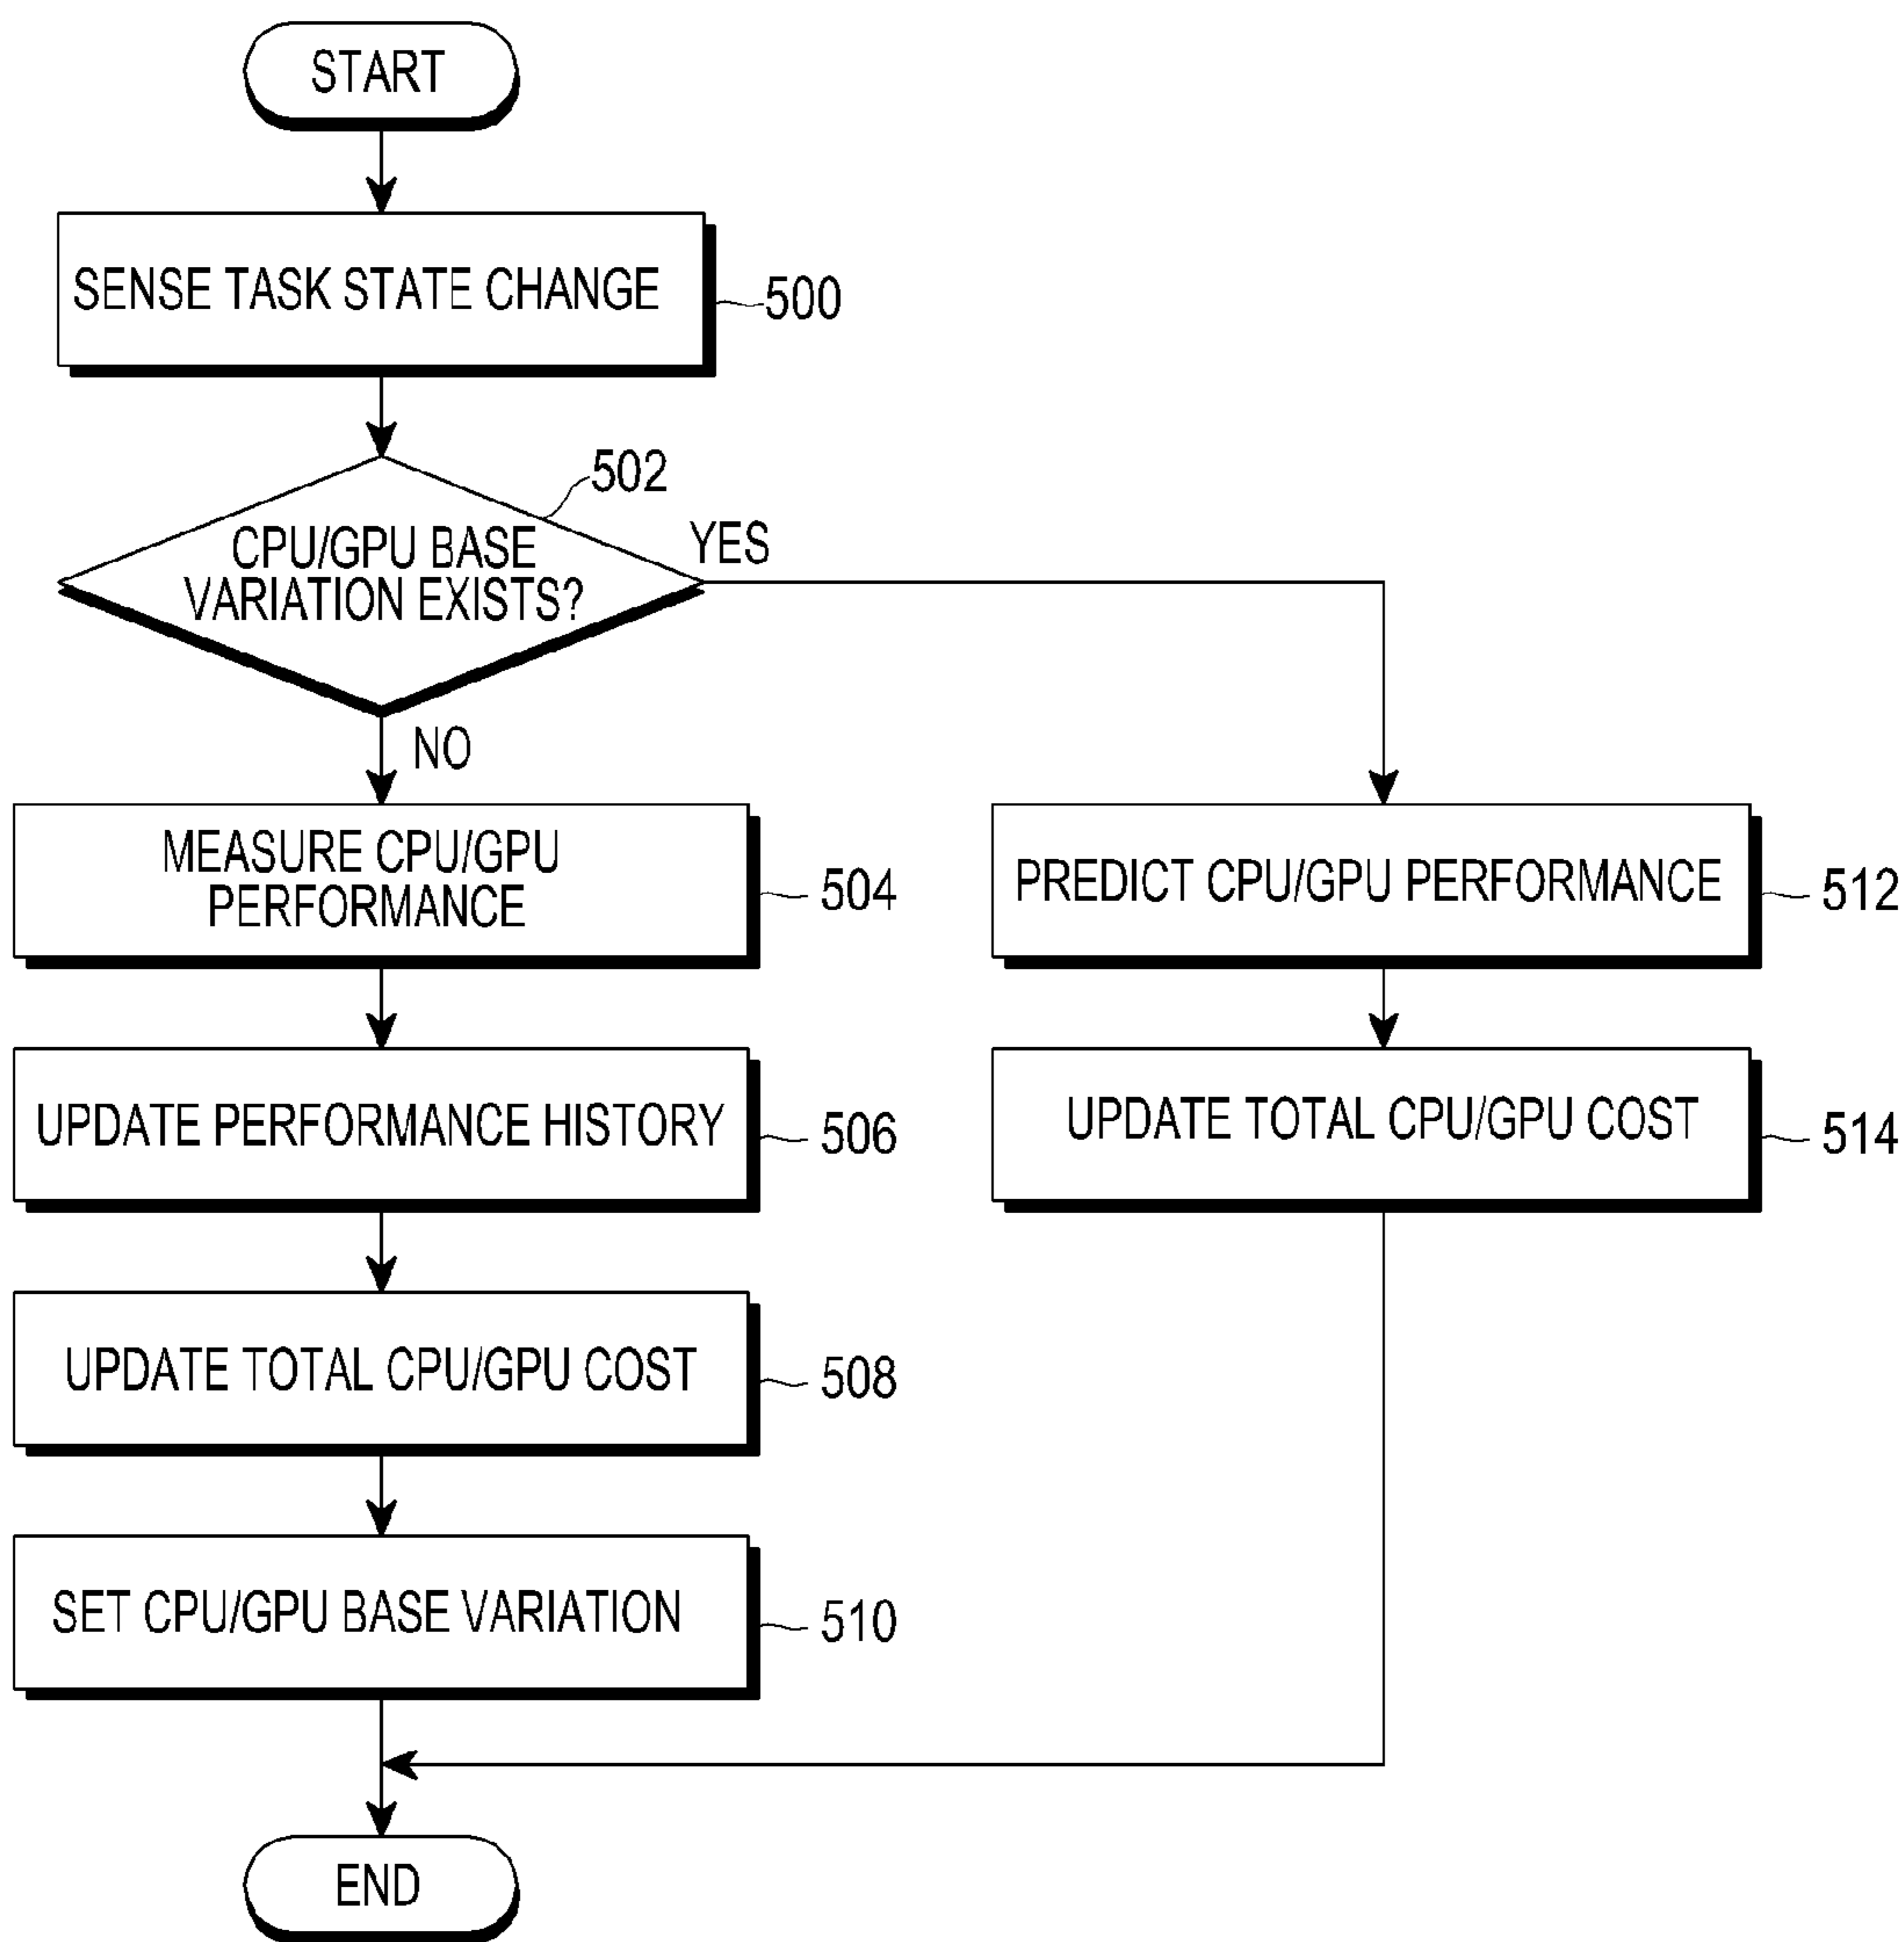 START
SENSE TASK STATE CHANGE
500
502
CPU/GPU BASE
VARIATION EXISTS?
YES
NO
MEASURE CPU/GPU
PERFORMANCE
504
PREDICT CPU/GPU PERFORMANCE
512
UPDATE PERFORMANCE HISTORY
506
UPDATE TOTAL CPU/GPU COST
514
UPDATE TOTAL CPU/GPU COST
508
SET CPU/GPU BASE VARIATION
510
END